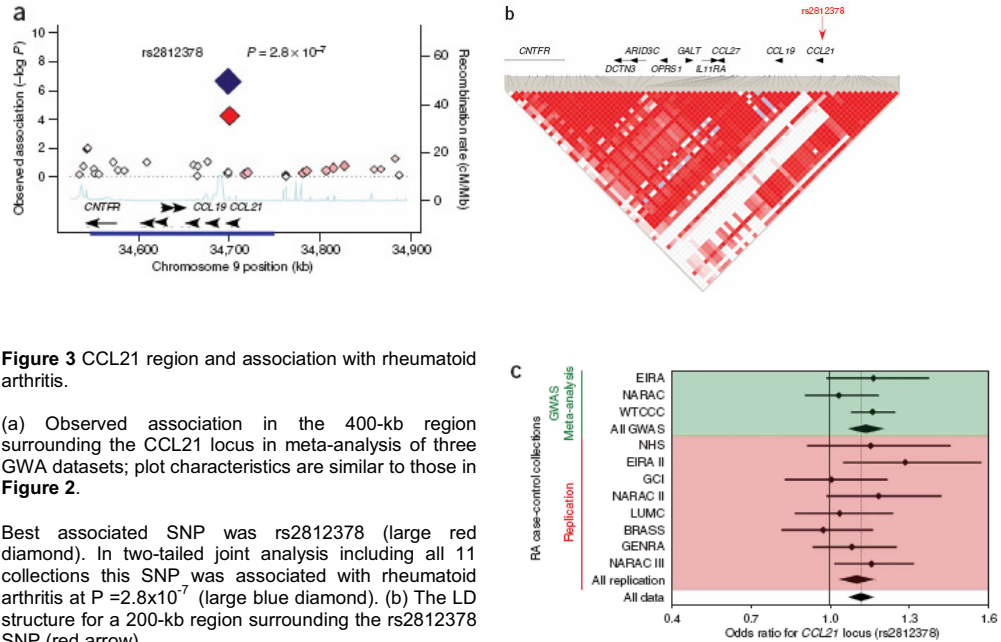 a
10
8
6
4
2
0
Observed association (–log P)
rs2812378
P = 2.8 × 10⁻⁷
60
40
20
0
Recombination rate (cM/Mb)
CNTFR
CCL19 CCL21
34,600 34,700 34,800 34,900
Chromosome 9 position (kb)
b
rs2812378
CNTFR ARID3C GALT CCL27 CCL19 CCL21
DCTN3 OPRS1 IL11RA
Figure 3 CCL21 region and association with rheumatoid
arthritis.
(a) Observed association in the 400-kb region
surrounding the CCL21 locus in meta-analysis of three
GWA datasets; plot characteristics are similar to those in
Figure 2.
Best associated SNP was rs2812378 (large red
diamond). In two-tailed joint analysis including all 11
collections this SNP was associated with rheumatoid
arthritis at P =2.8x10⁻⁷ (large blue diamond). (b) The LD
structure for a 200-kb region surrounding the rs2812378
SNP (red arrow).
c
RA case-control collections
GWAS
Meta-analysis
Replication
EIRA
NARAC
WTCCC
All GWAS
NHS
EIRA II
GCI
NARAC II
LUMC
BRASS
GENRA
NARAC III
All replication
All data
0.4 0.7 1.0 1.3 1.6
Odds ratio for CCL21 locus (rs2812378)